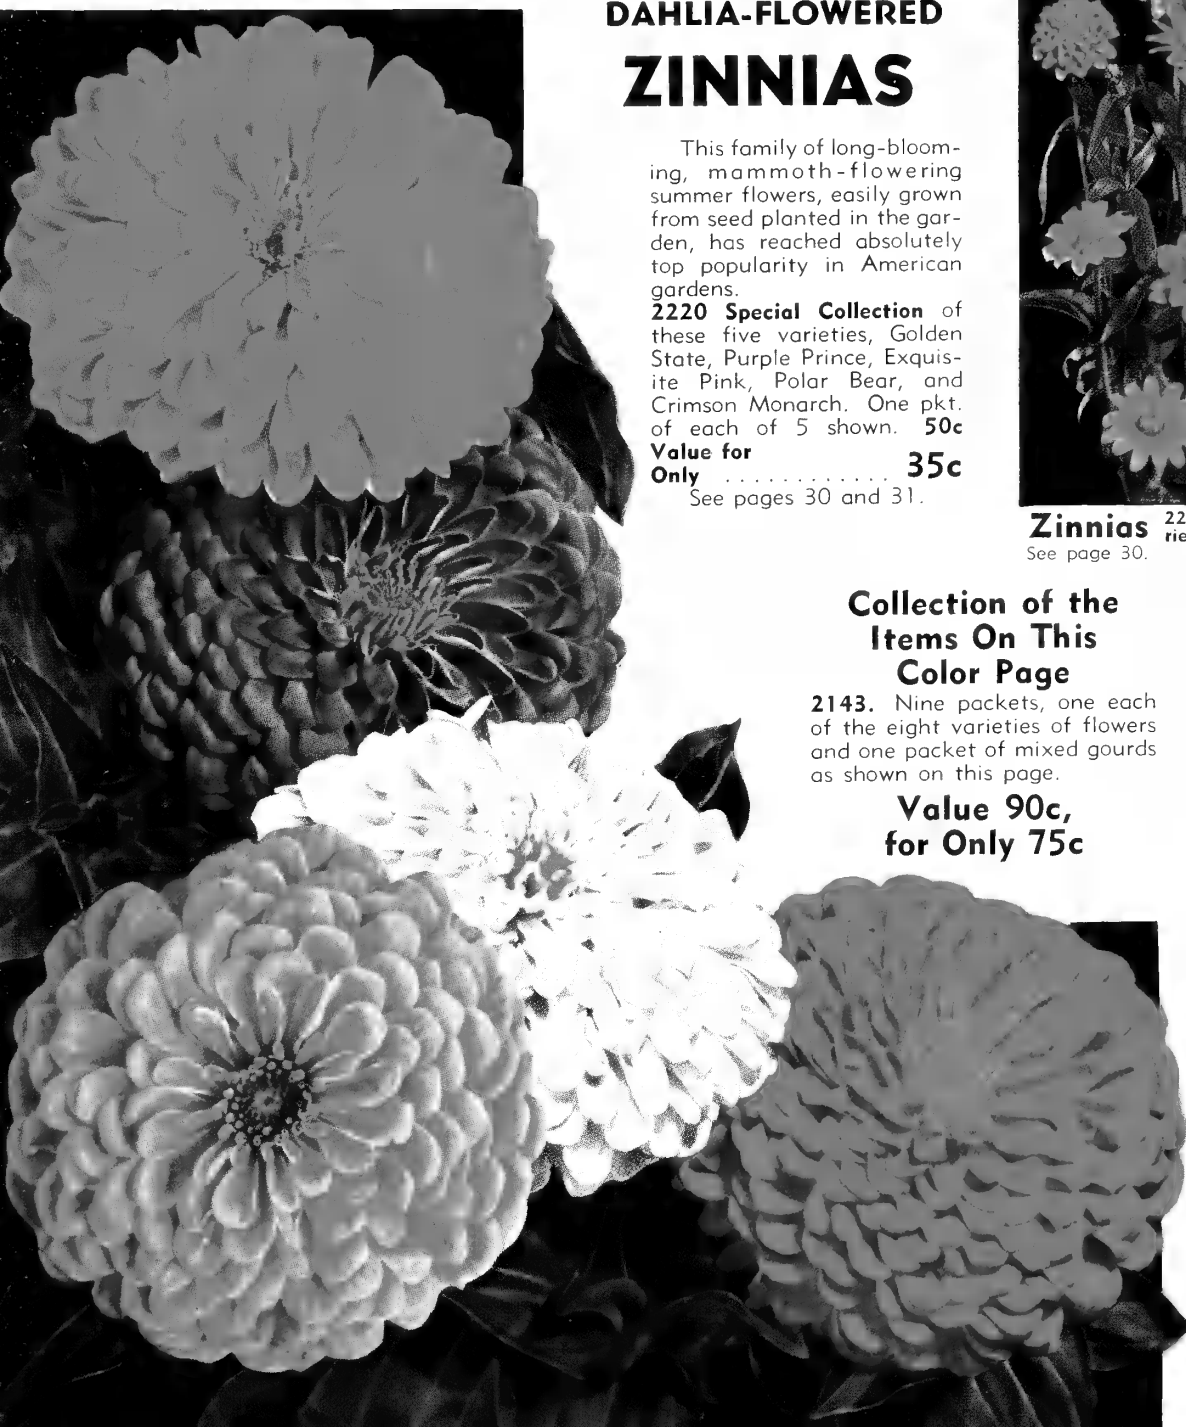 DAHLIA-FLOWERED
ZINNIAS
This family of long-bloom-
ing, mammoth-flowering
summer flowers, easily grown
from seed planted in the gar-
den, has reached absolutely
top popularity in American
gardens.
2220 Special Collection of
these five varieties, Golden
State, Purple Prince, Exquis-
ite Pink, Polar Bear, and
Crimson Monarch. One pkt.
of each of 5 shown. 50c
Value for
Only ............ 35c
See pages 30 and 31.
Zinnias 22
rie
See page 30.
Collection of the
Items On This
Color Page
2143. Nine packets, one each
of the eight varieties of flowers
and one packet of mixed gourds
as shown on this page.
Value 90c,
for Only 75c